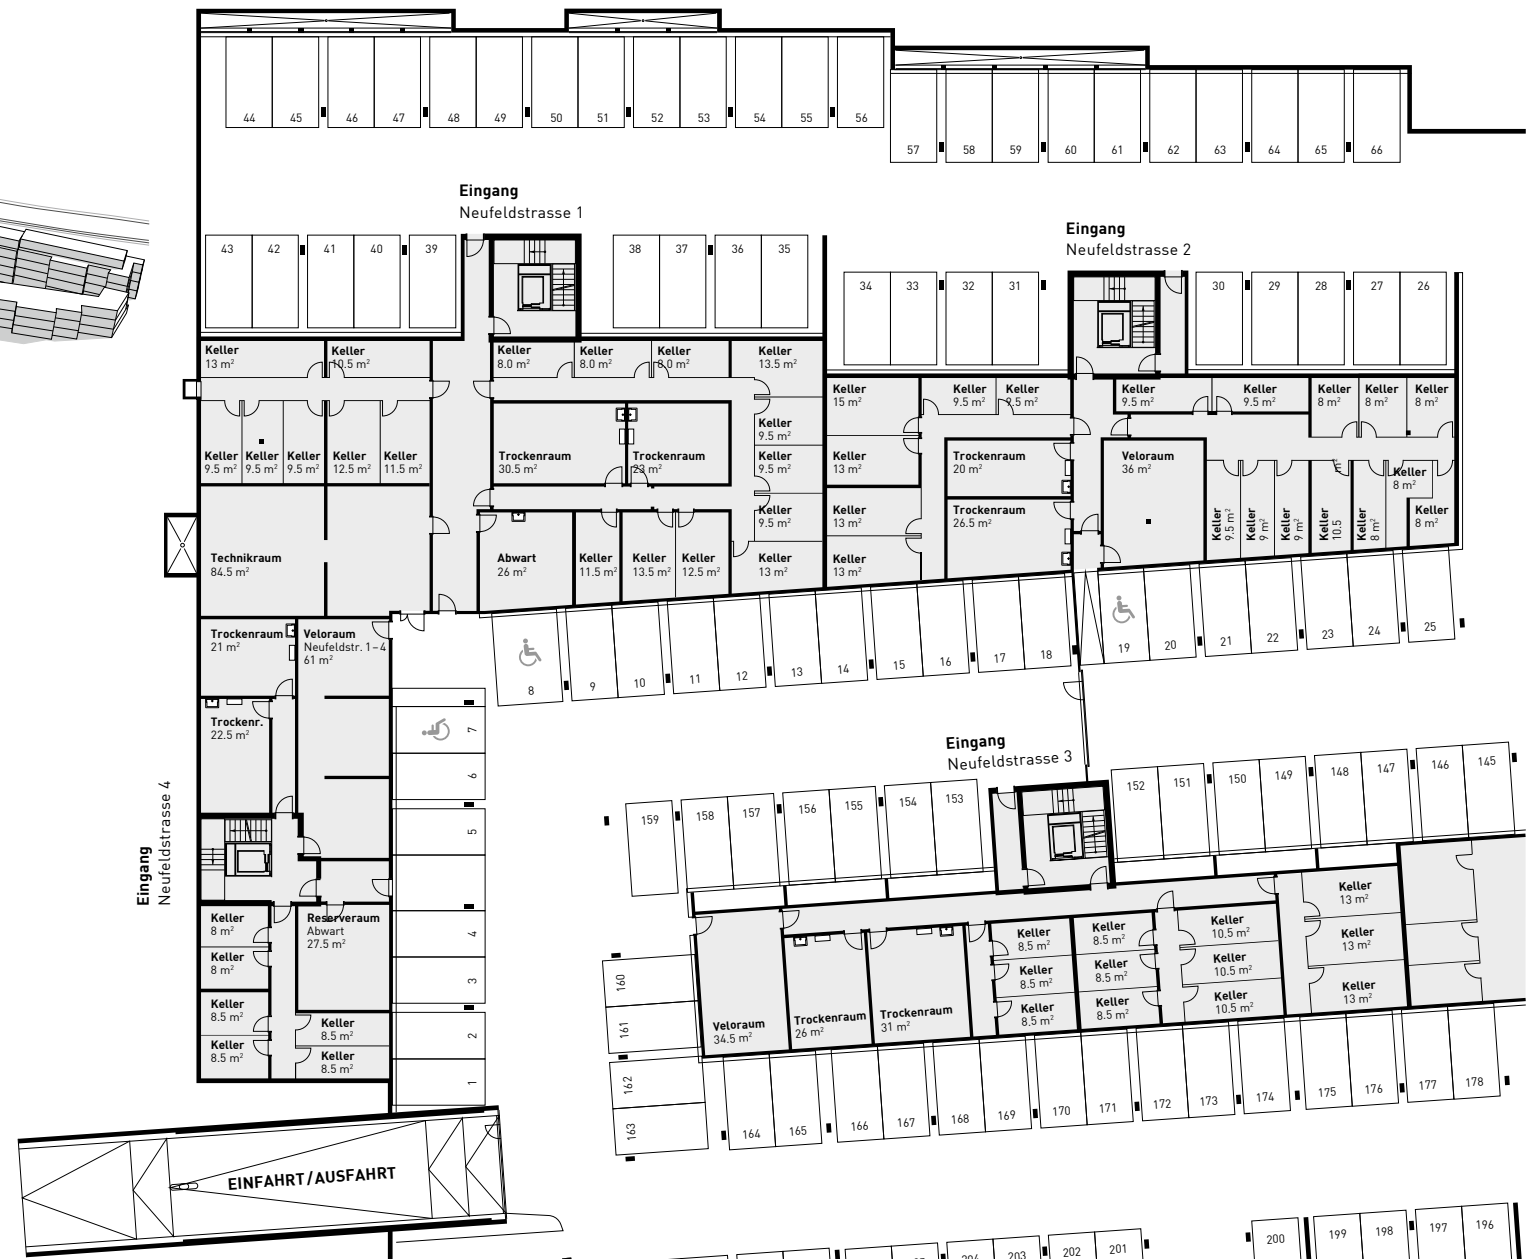 44 45 46 47 48 49 50 51 52 53 54 55 56
57 58 59 60 61 62 63 64 65 66
Eingang
Neufeldstrasse 1
Eingang
Neufeldstrasse 2
43 42 41 40 39
38 37 36 35
34 33 32 31
30 29 28 27 26
Keller
13 m²
Keller
10.5 m²
Keller
8.0 m²
Keller
8.0 m²
Keller
8.0 m²
Keller
13.5 m²
Keller
9.5 m²
Keller
9.5 m²
Keller
9.5 m²
Keller
12.5 m²
Keller
11.5 m²
Trockenraum
30.5 m²
Trockenraum
23 m²
Keller
9.5 m²
Keller
9.5 m²
Keller
9.5 m²
Keller
13 m²
Technikraum
84.5 m²
Abwart
26 m²
Keller
11.5 m²
Keller
13.5 m²
Keller
12.5 m²
Keller
15 m²
Keller
13 m²
Keller
13 m²
Keller
13 m²
Keller
9.5 m²
Keller
9.5 m²
Trockenraum
20 m²
Trockenraum
26.5 m²
Keller
9.5 m²
Keller
9.5 m²
Keller
8 m²
Keller
8 m²
Keller
8 m²
Veloraum
36 m²
Keller
9.5 m²
Keller
9 m²
Keller
9 m²
Keller
10.5
m²
Keller
8 m²
Keller
8 m²
Keller
8 m²
Trockenraum
21 m²
Veloraum
Neufeldstr. 1–4
61 m²
Trockenr.
22.5 m²
8 9 10 11 12 13 14 15 16 17 18
19 20 21 22 23 24 25
7
6
5
4
3
2
1
Eingang
Neufeldstrasse 4
Keller
8 m²
Keller
8 m²
Keller
8.5 m²
Keller
8.5 m²
Reserveraum
Abwart
27.5 m²
Keller
8.5 m²
Keller
8.5 m²
EINFAHRT/AUSFAHRT
Eingang
Neufeldstrasse 3
159 158 157 156 155 154 153
152 151 150 149 148 147 146 145
Veloraum
34.5 m²
Trockenraum
26 m²
Trockenraum
31 m²
Keller
8.5 m²
Keller
8.5 m²
Keller
8.5 m²
Keller
8.5 m²
Keller
8.5 m²
Keller
8.5 m²
Keller
10.5 m²
Keller
10.5 m²
Keller
10.5 m²
Keller
13 m²
Keller
13 m²
Keller
13 m²
160
161
162
163
164 165 166 167 168 169 170 171 172 173 174 175 176 177 178
203 202 201 200 199 198 197 196